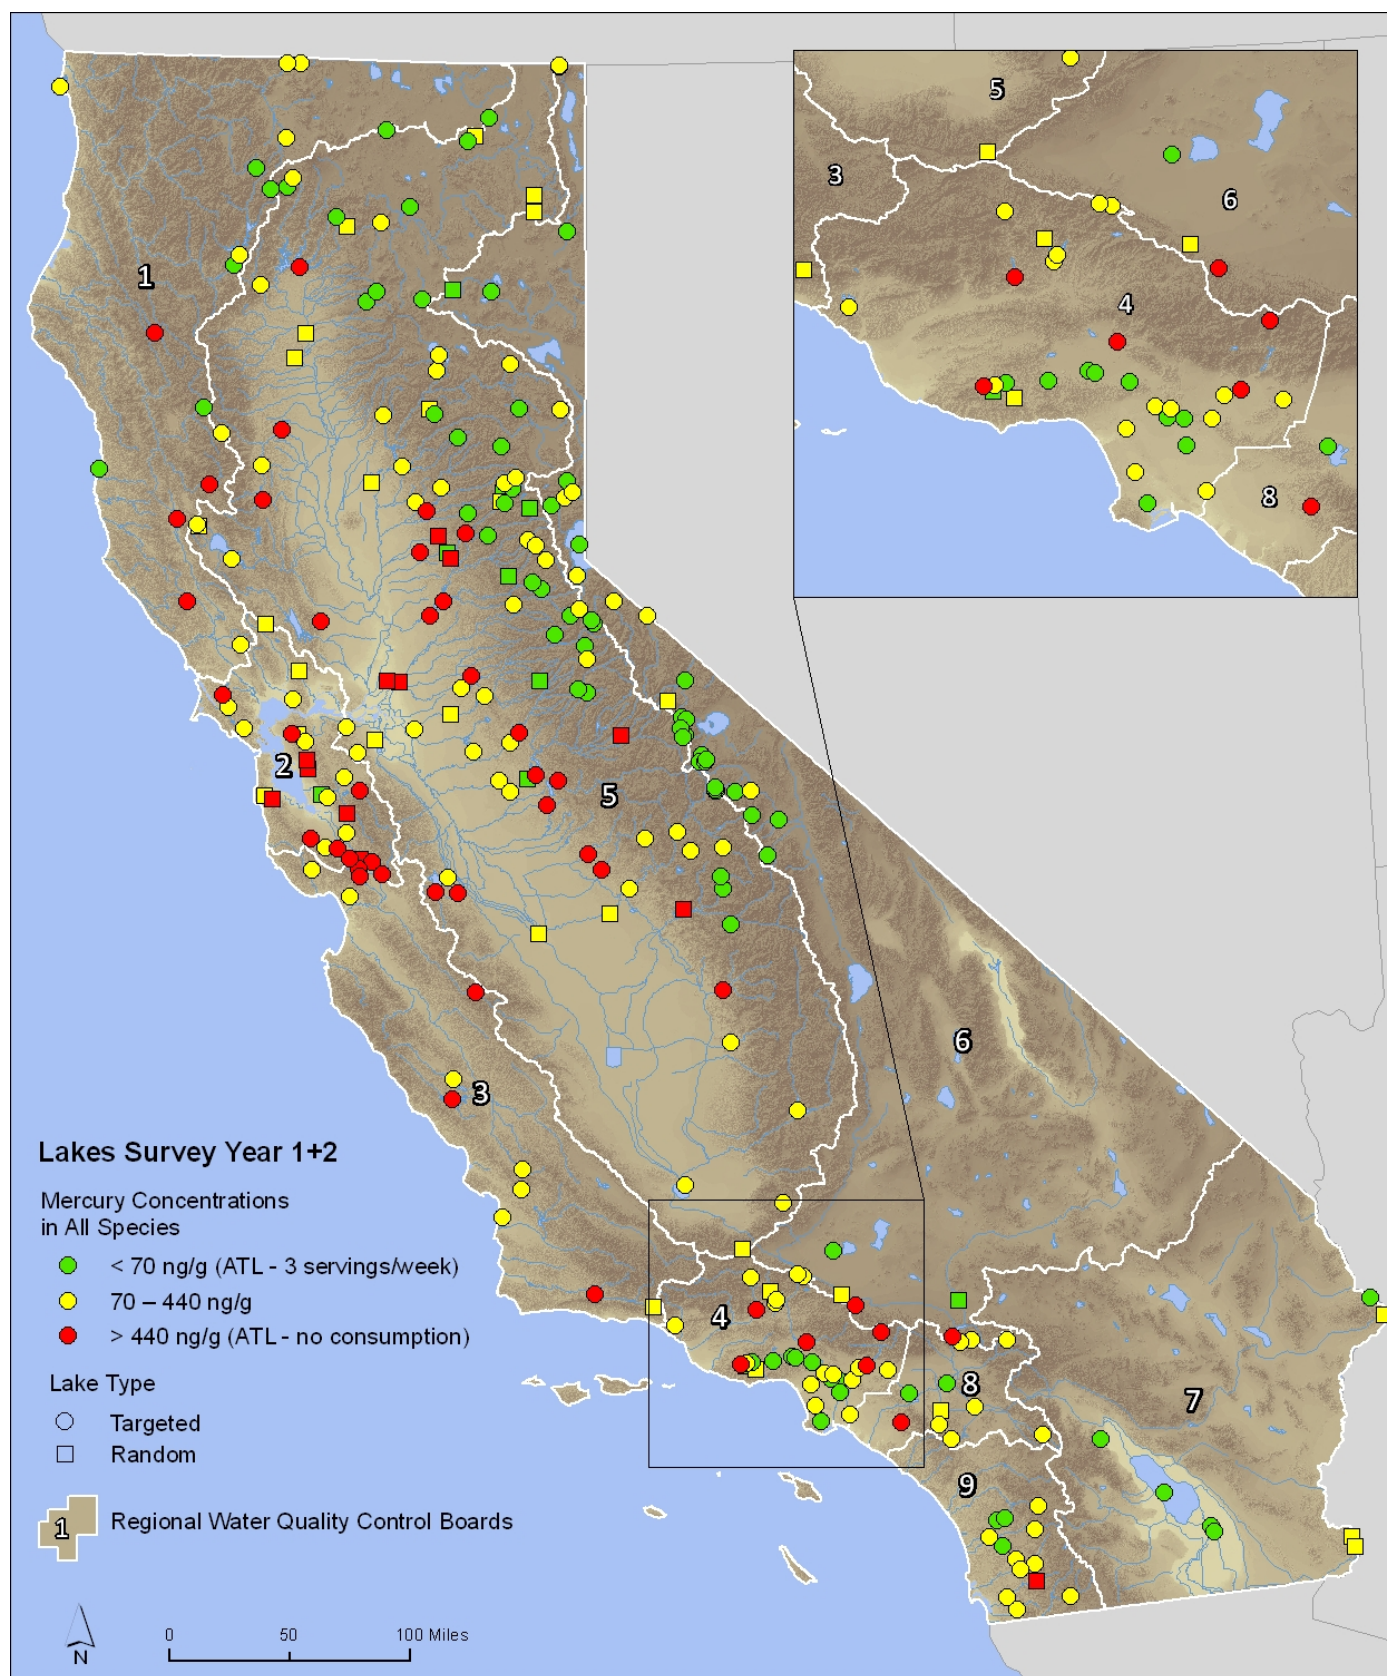 5
3
6
4
8
1
2
5
6
3
Lakes Survey Year 1+2
Mercury Concentrations
in All Species
< 70 ng/g (ATL - 3 servings/week)
70 – 440 ng/g
> 440 ng/g (ATL - no consumption)
Lake Type
Targeted
Random
1 Regional Water Quality Control Boards
4
8
7
9
N
0 50 100 Miles